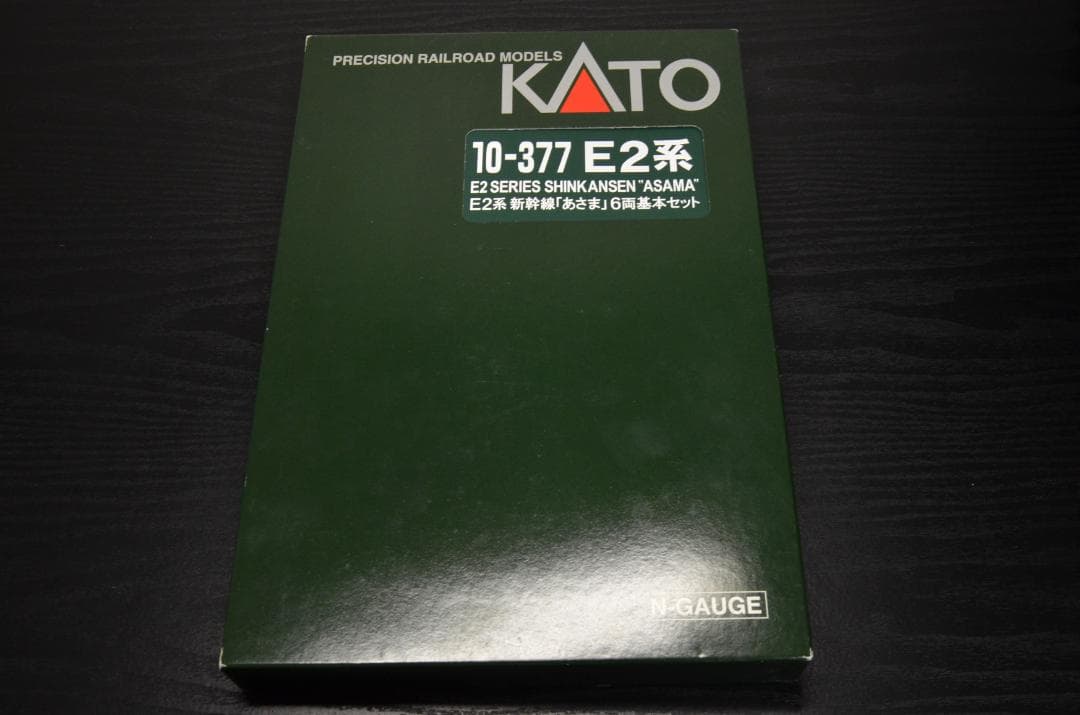 PRECISION RAILROAD MODELS
KATO
10-377 E2系
E2 SERIES SHINKANSEN "ASAMA"
E2系 新幹線「あさま」6両基本セット
N-GAUGE